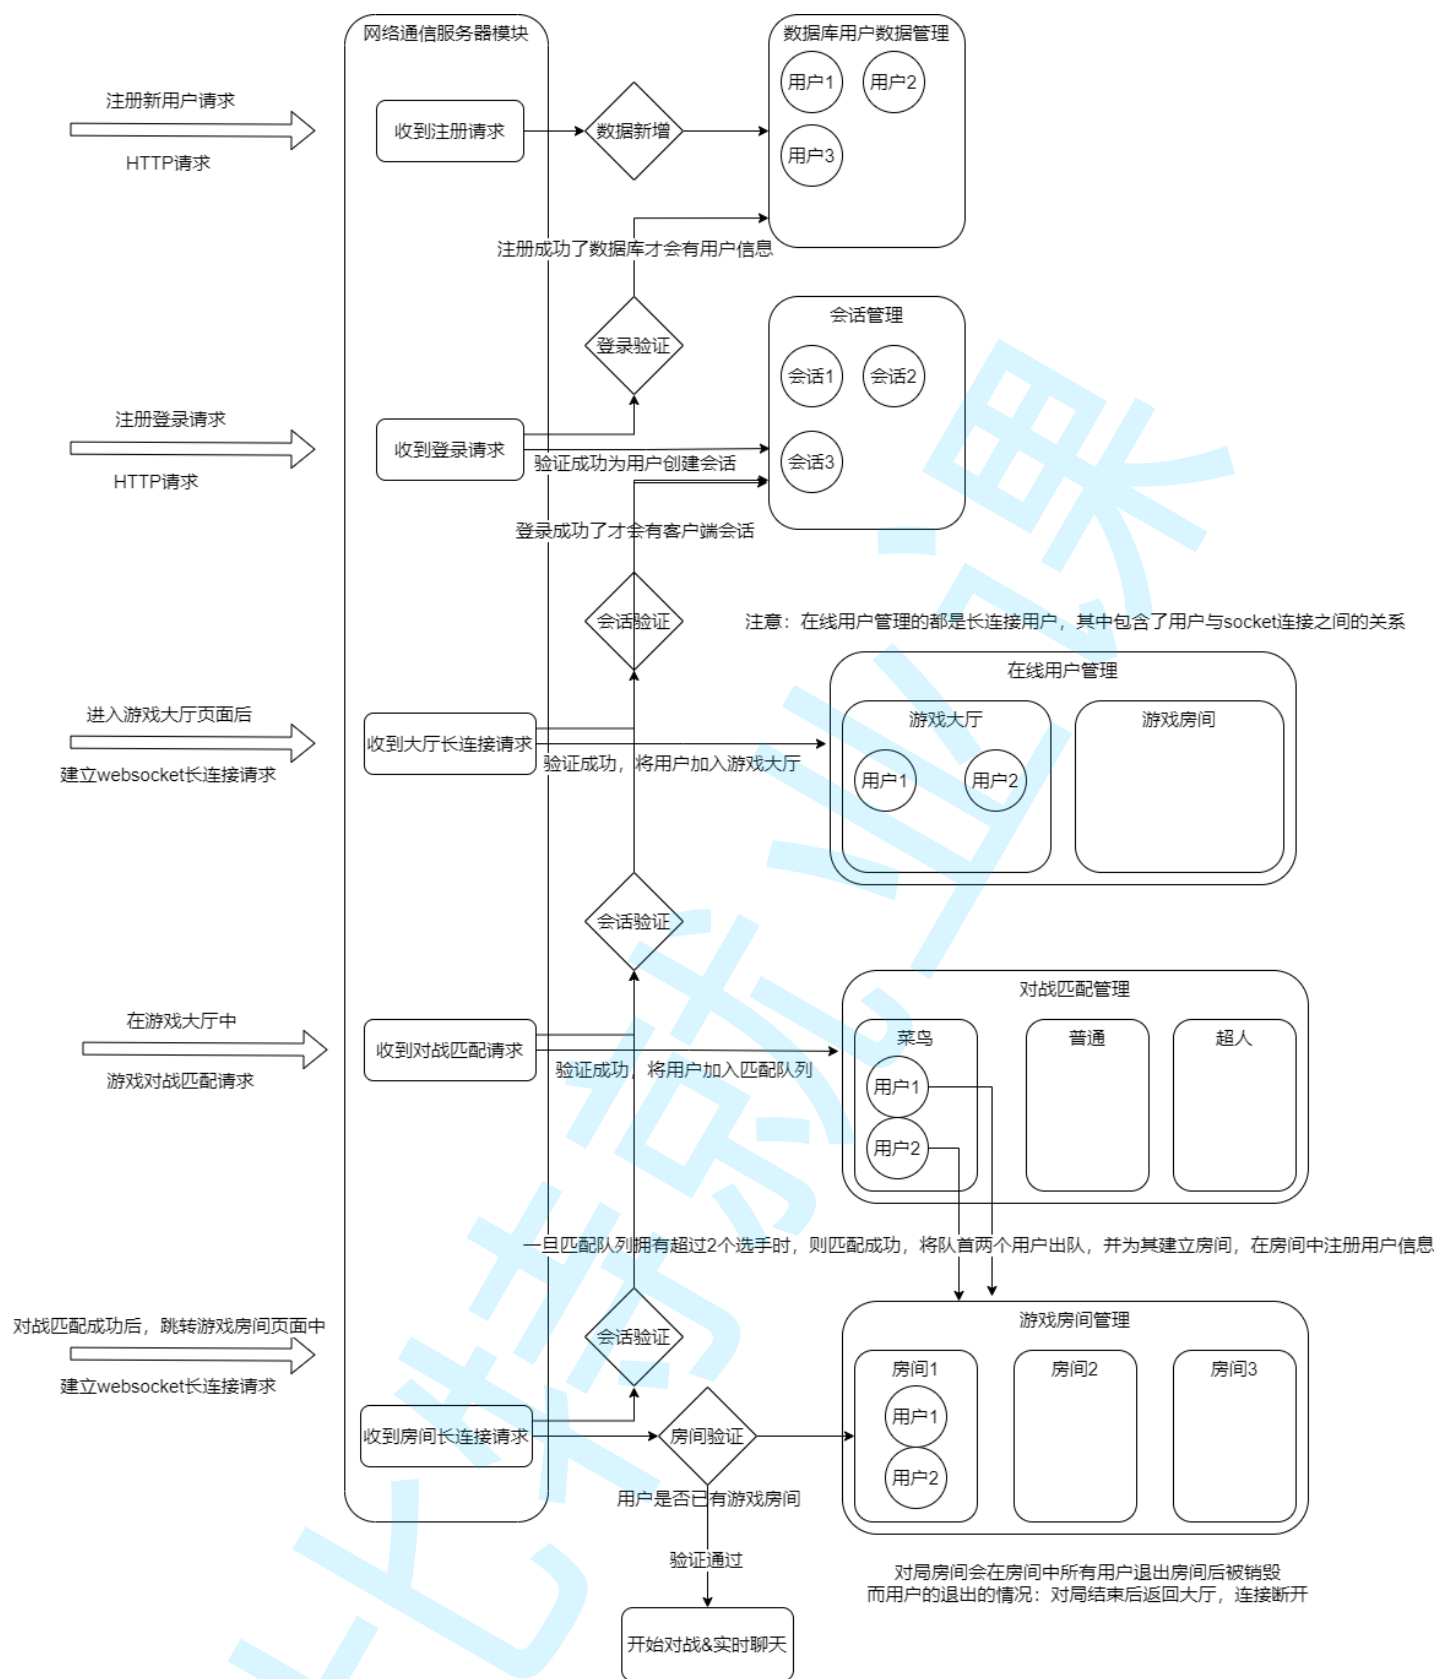 网络通信服务器模块
数据库用户数据管理
用户1
用户2
注册新用户请求
收到注册请求
数据新增
用户3
HTTP请求
注册成功了数据库才会有用户信息
会话管理
登录验证
会话1
会话2
注册登录请求
收到登录请求
验证成功为用户创建会话
会话3
HTTP请求
登录成功了才会有客户端会话
会话验证
注意：在线用户管理的都是长连接用户，其中包含了用户与socket连接之间的关系
在线用户管理
进入游戏大厅页面后
游戏大厅
游戏房间
收到大厅长连接请求
验证成功，将用户加入游戏大厅
建立websocket长连接请求
用户1
用户2
会话验证
对战匹配管理
在游戏大厅中
收到对战匹配请求
菜鸟
普通
超人
验证成功，将用户加入匹配队列
游戏对战匹配请求
用户1
用户2
一旦匹配队列拥有超过2个选手时，则匹配成功，将队首两个用户出队，并为其建立房间，在房间中注册用户信息
对战匹配成功后，跳转游戏房间页面中
会话验证
游戏房间管理
建立websocket长连接请求
房间1
房间2
房间3
收到房间长连接请求
房间验证
用户1
用户2
用户是否已有游戏房间
验证通过
对局房间会在房间中所有用户退出房间后被销毁
而用户的退出的情况：对局结束后返回大厅，连接断开
开始对战&实时聊天
比特就业课